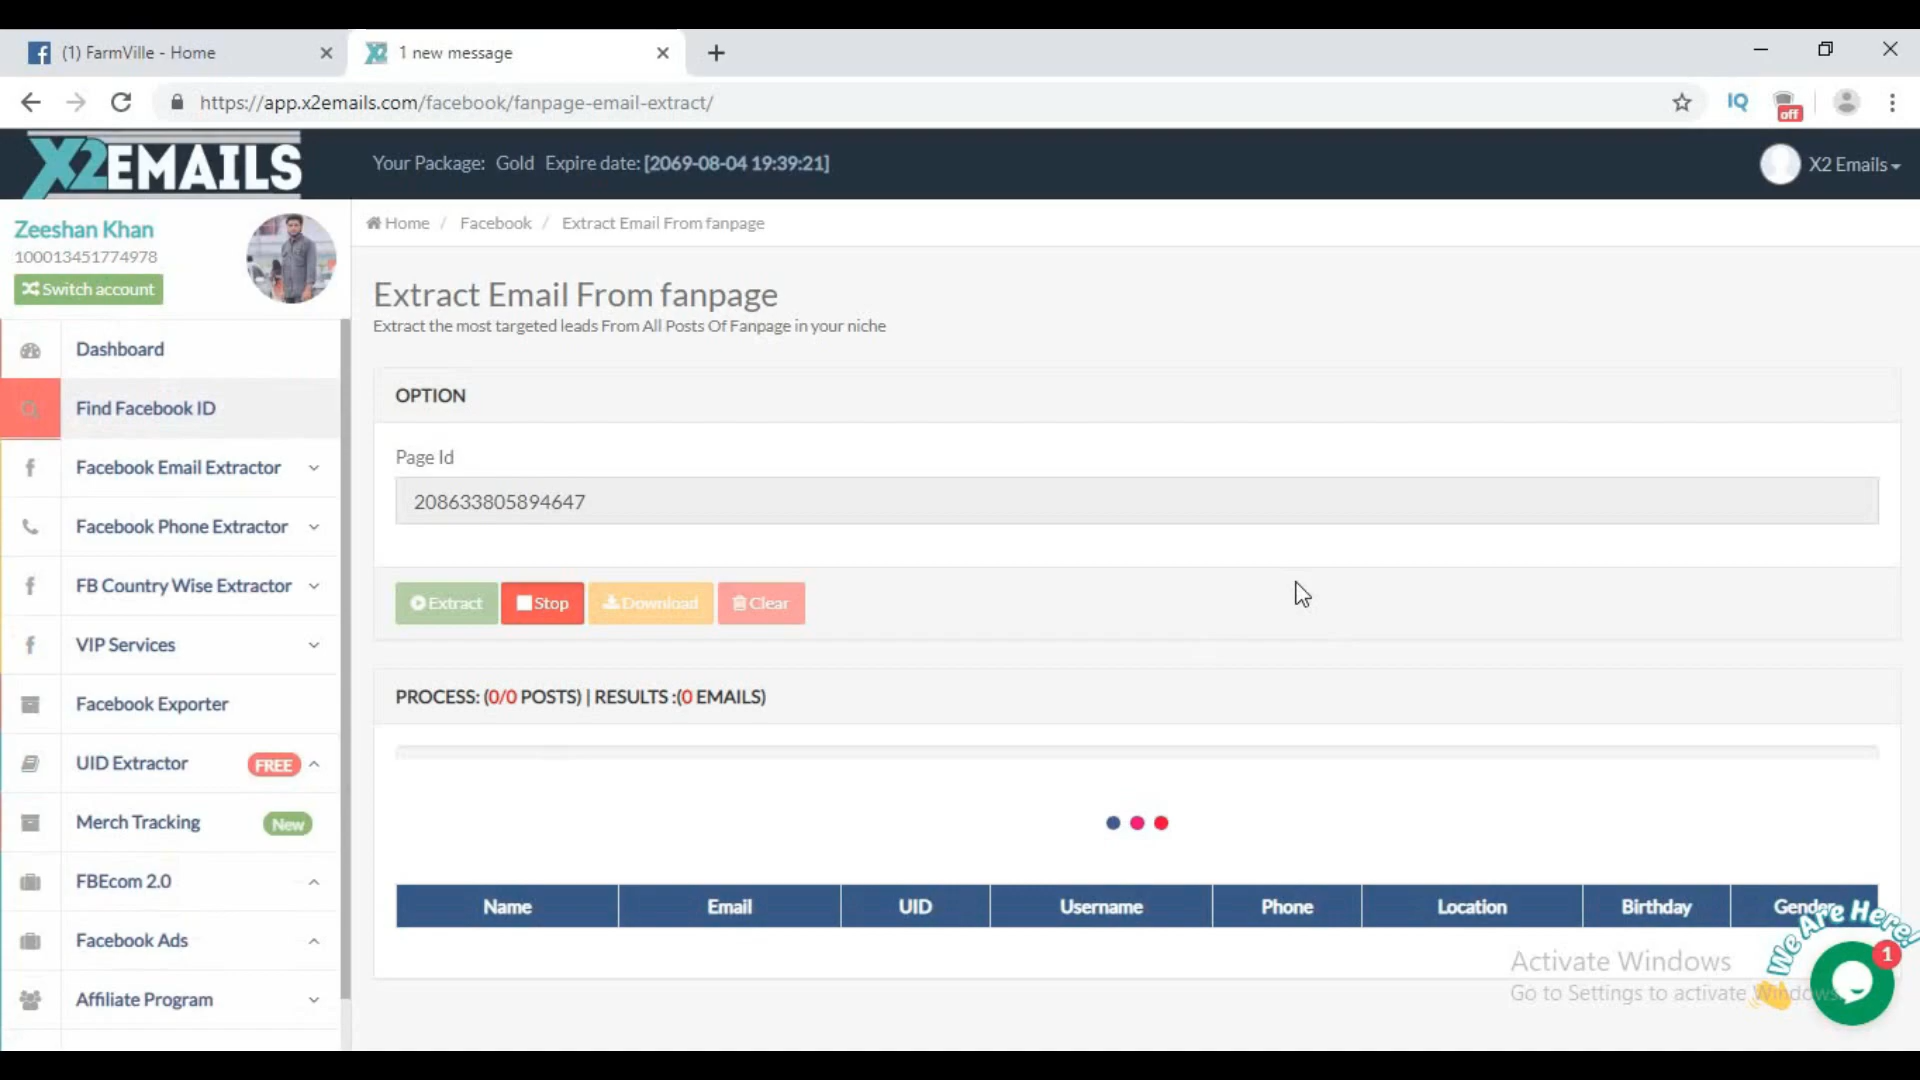 (1) FarmVille - Home
1 new message
https://app.x2emails.com/facebook/fanpage-email-extract/
IQ
off
X2EMAILS
Your Package: Gold Expire date: [2069-08-04 19:39:21]
X2 Emails
Zeeshan Khan
100013451774978
Switch account
Home / Facebook / Extract Email From fanpage
Extract Email From fanpage
Extract the most targeted leads From All Posts Of Fanpage in your niche
Dashboard
Find Facebook ID
Facebook Email Extractor
Facebook Phone Extractor
FB Country Wise Extractor
VIP Services
Facebook Exporter
UID Extractor FREE
Merch Tracking New
FBEcom 2.0
Facebook Ads
Affiliate Program
OPTION
Page Id
208633805894647
Extract Stop Download Clear
PROCESS: (0/0 POSTS) | RESULTS :(0 EMAILS)
Name Email UID Username Phone Location Birthday Gender
We Are Here!
1
Activate Windows
Go to Settings to activate Windows.